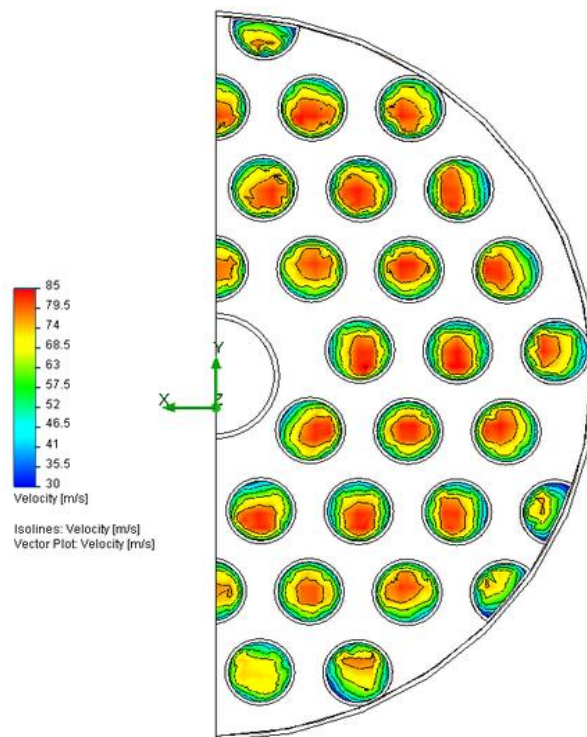 85
79.5
74
68.5
63
57.5
52
46.5
41
35.5
30
Velocity [m/s]
Isolines: Velocity [m/s]
Vector Plot: Velocity [m/s]
Y
X
Z